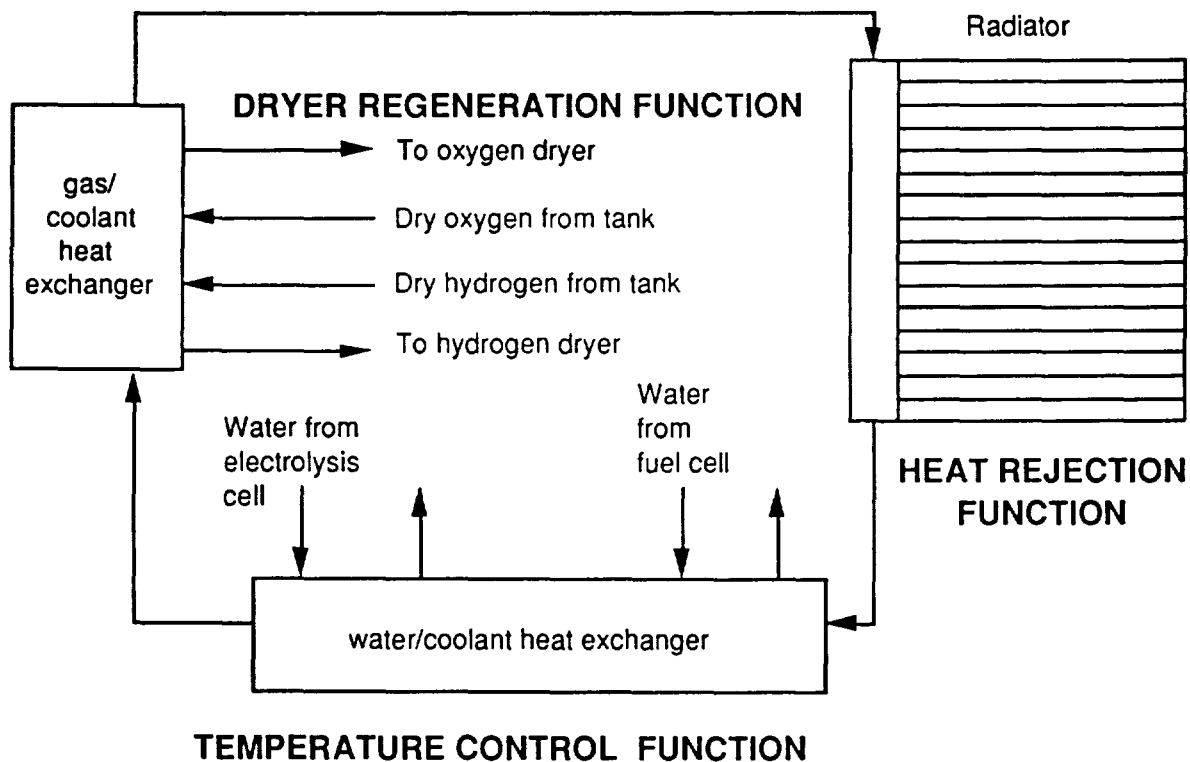 Radiator
DRYER REGENERATION FUNCTION
To oxygen dryer
gas/
coolant
heat
exchanger
Dry oxygen from tank
Dry hydrogen from tank
To hydrogen dryer
Water from
electrolysis
cell
Water
from
fuel cell
HEAT REJECTION
FUNCTION
water/coolant heat exchanger
TEMPERATURE CONTROL FUNCTION